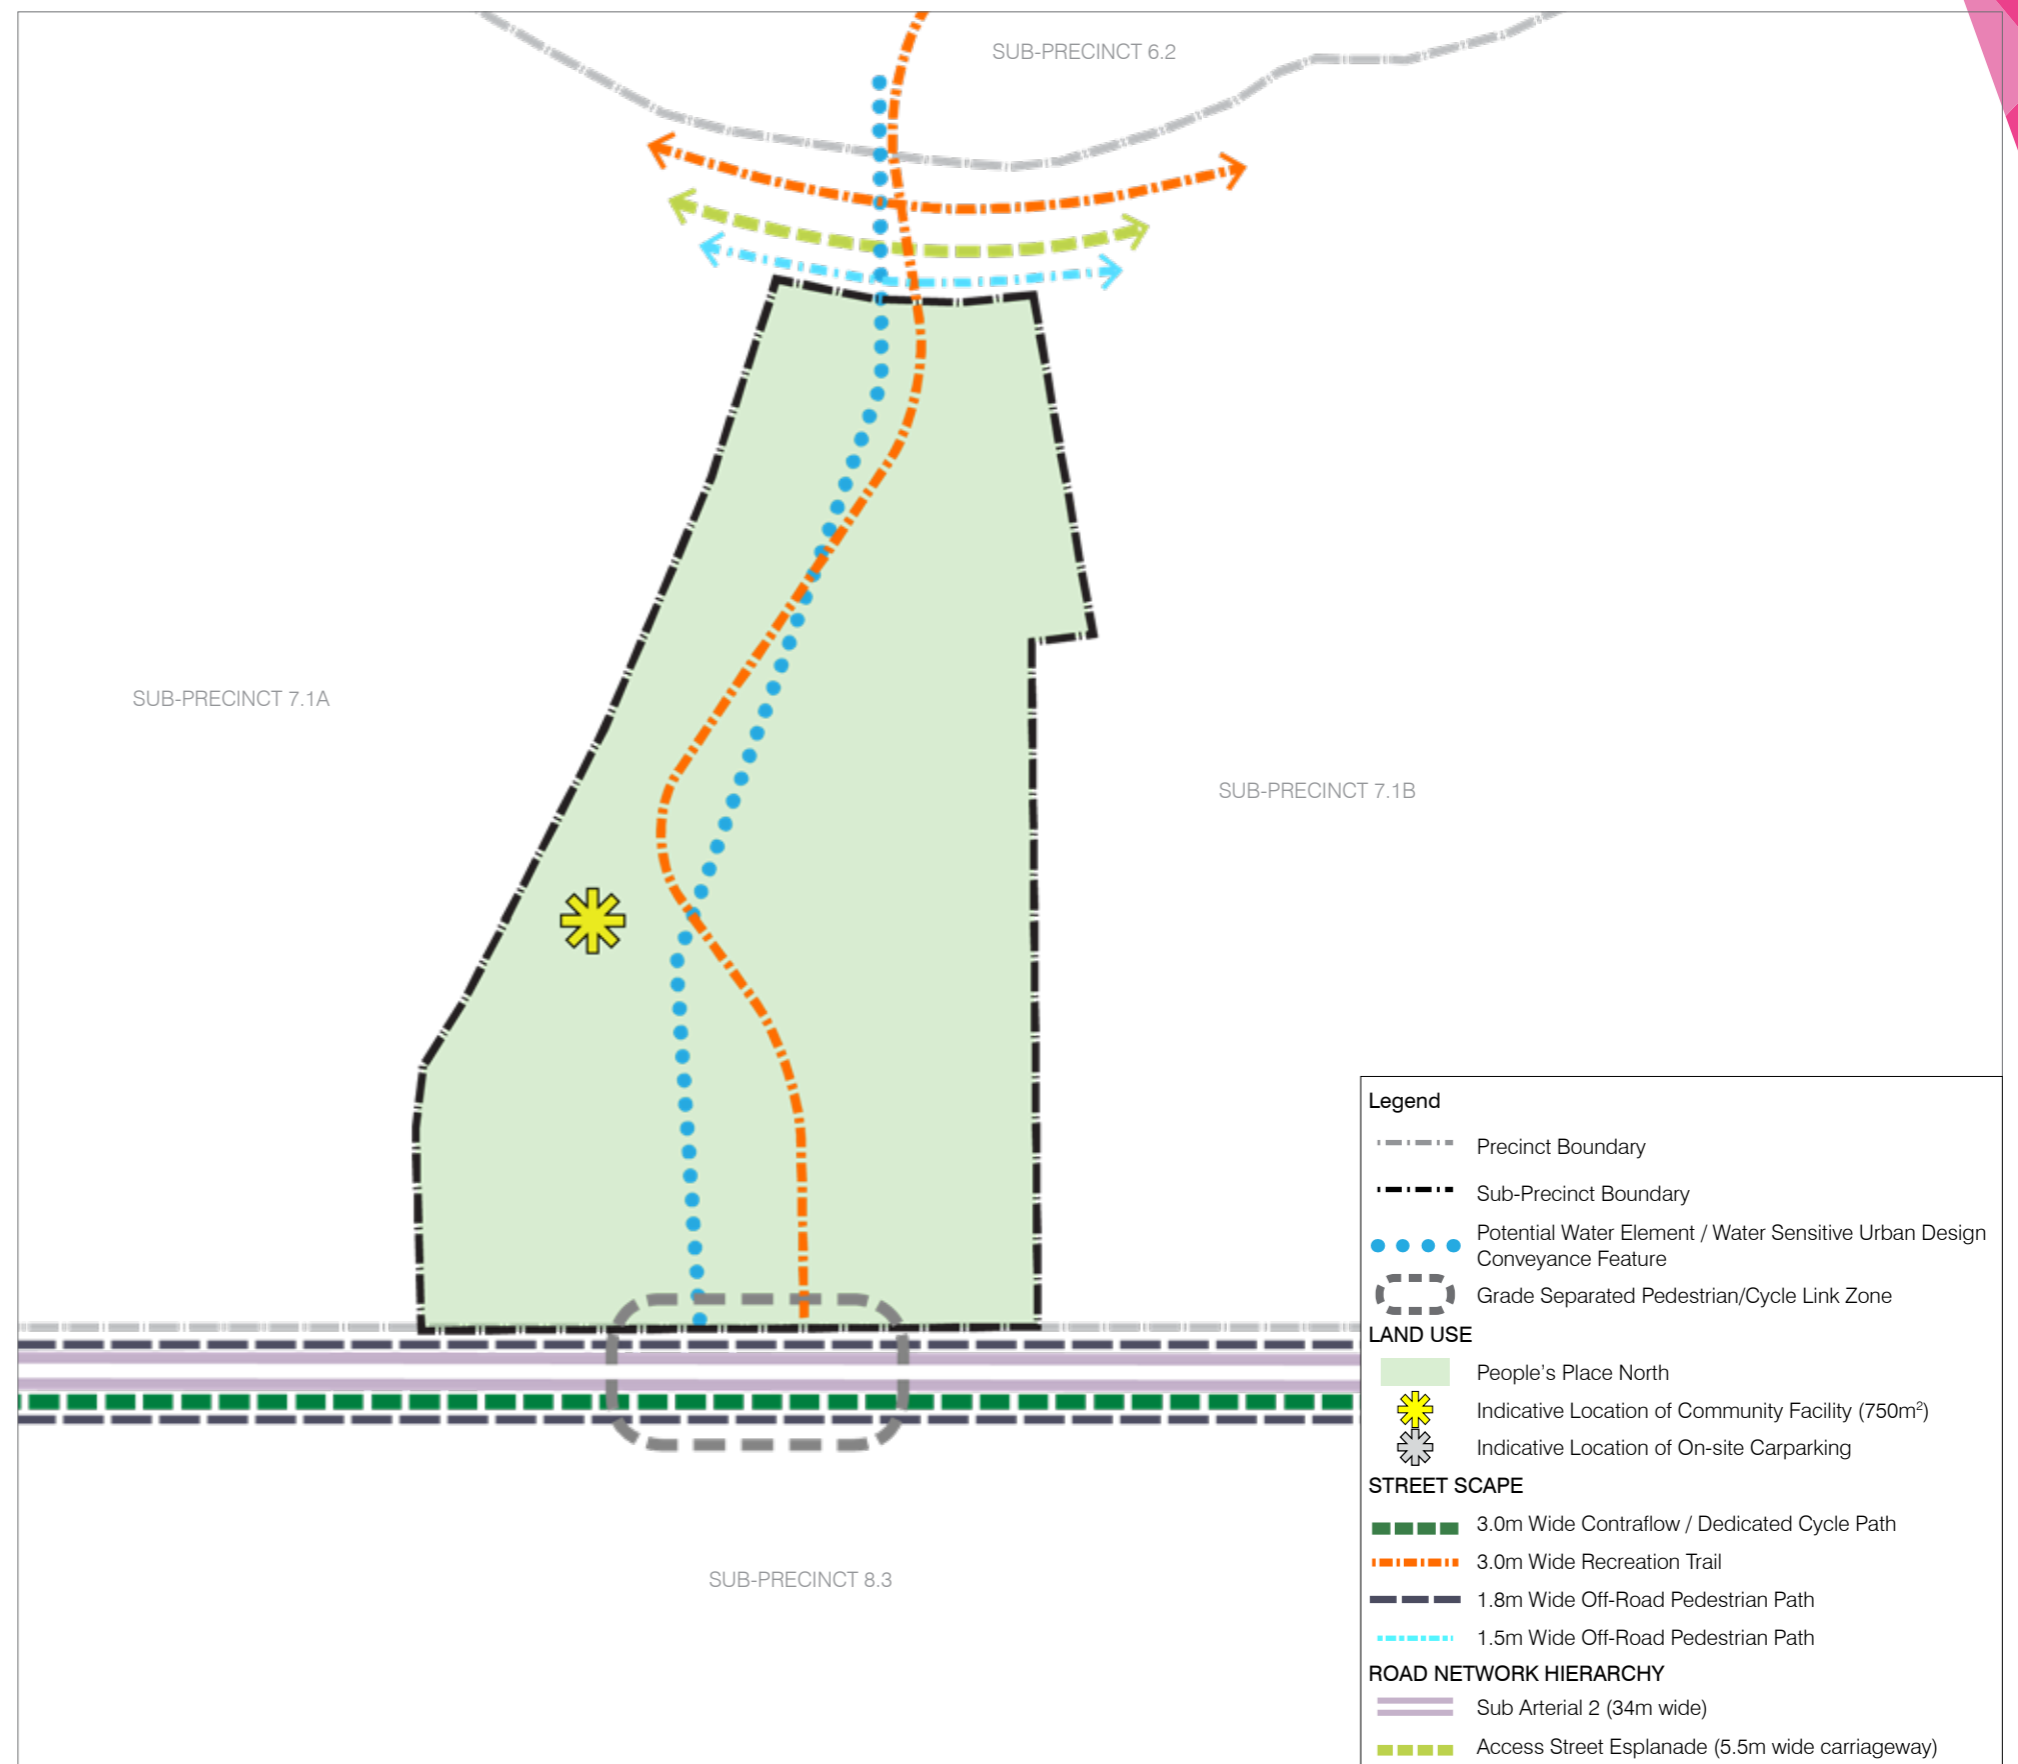 SUB-PRECINCT 6.2
SUB-PRECINCT 7.1A
SUB-PRECINCT 7.1B
SUB-PRECINCT 8.3
Legend
Precinct Boundary
Sub-Precinct Boundary
Potential Water Element / Water Sensitive Urban Design
Conveyance Feature
Grade Separated Pedestrian/Cycle Link Zone
LAND USE
People's Place North
Indicative Location of Community Facility (750m²)
Indicative Location of On-site Carparking
STREET SCAPE
3.0m Wide Contraflow / Dedicated Cycle Path
3.0m Wide Recreation Trail
1.8m Wide Off-Road Pedestrian Path
1.5m Wide Off-Road Pedestrian Path
ROAD NETWORK HIERARCHY
Sub Arterial 2 (34m wide)
Access Street Esplanade (5.5m wide carriageway)